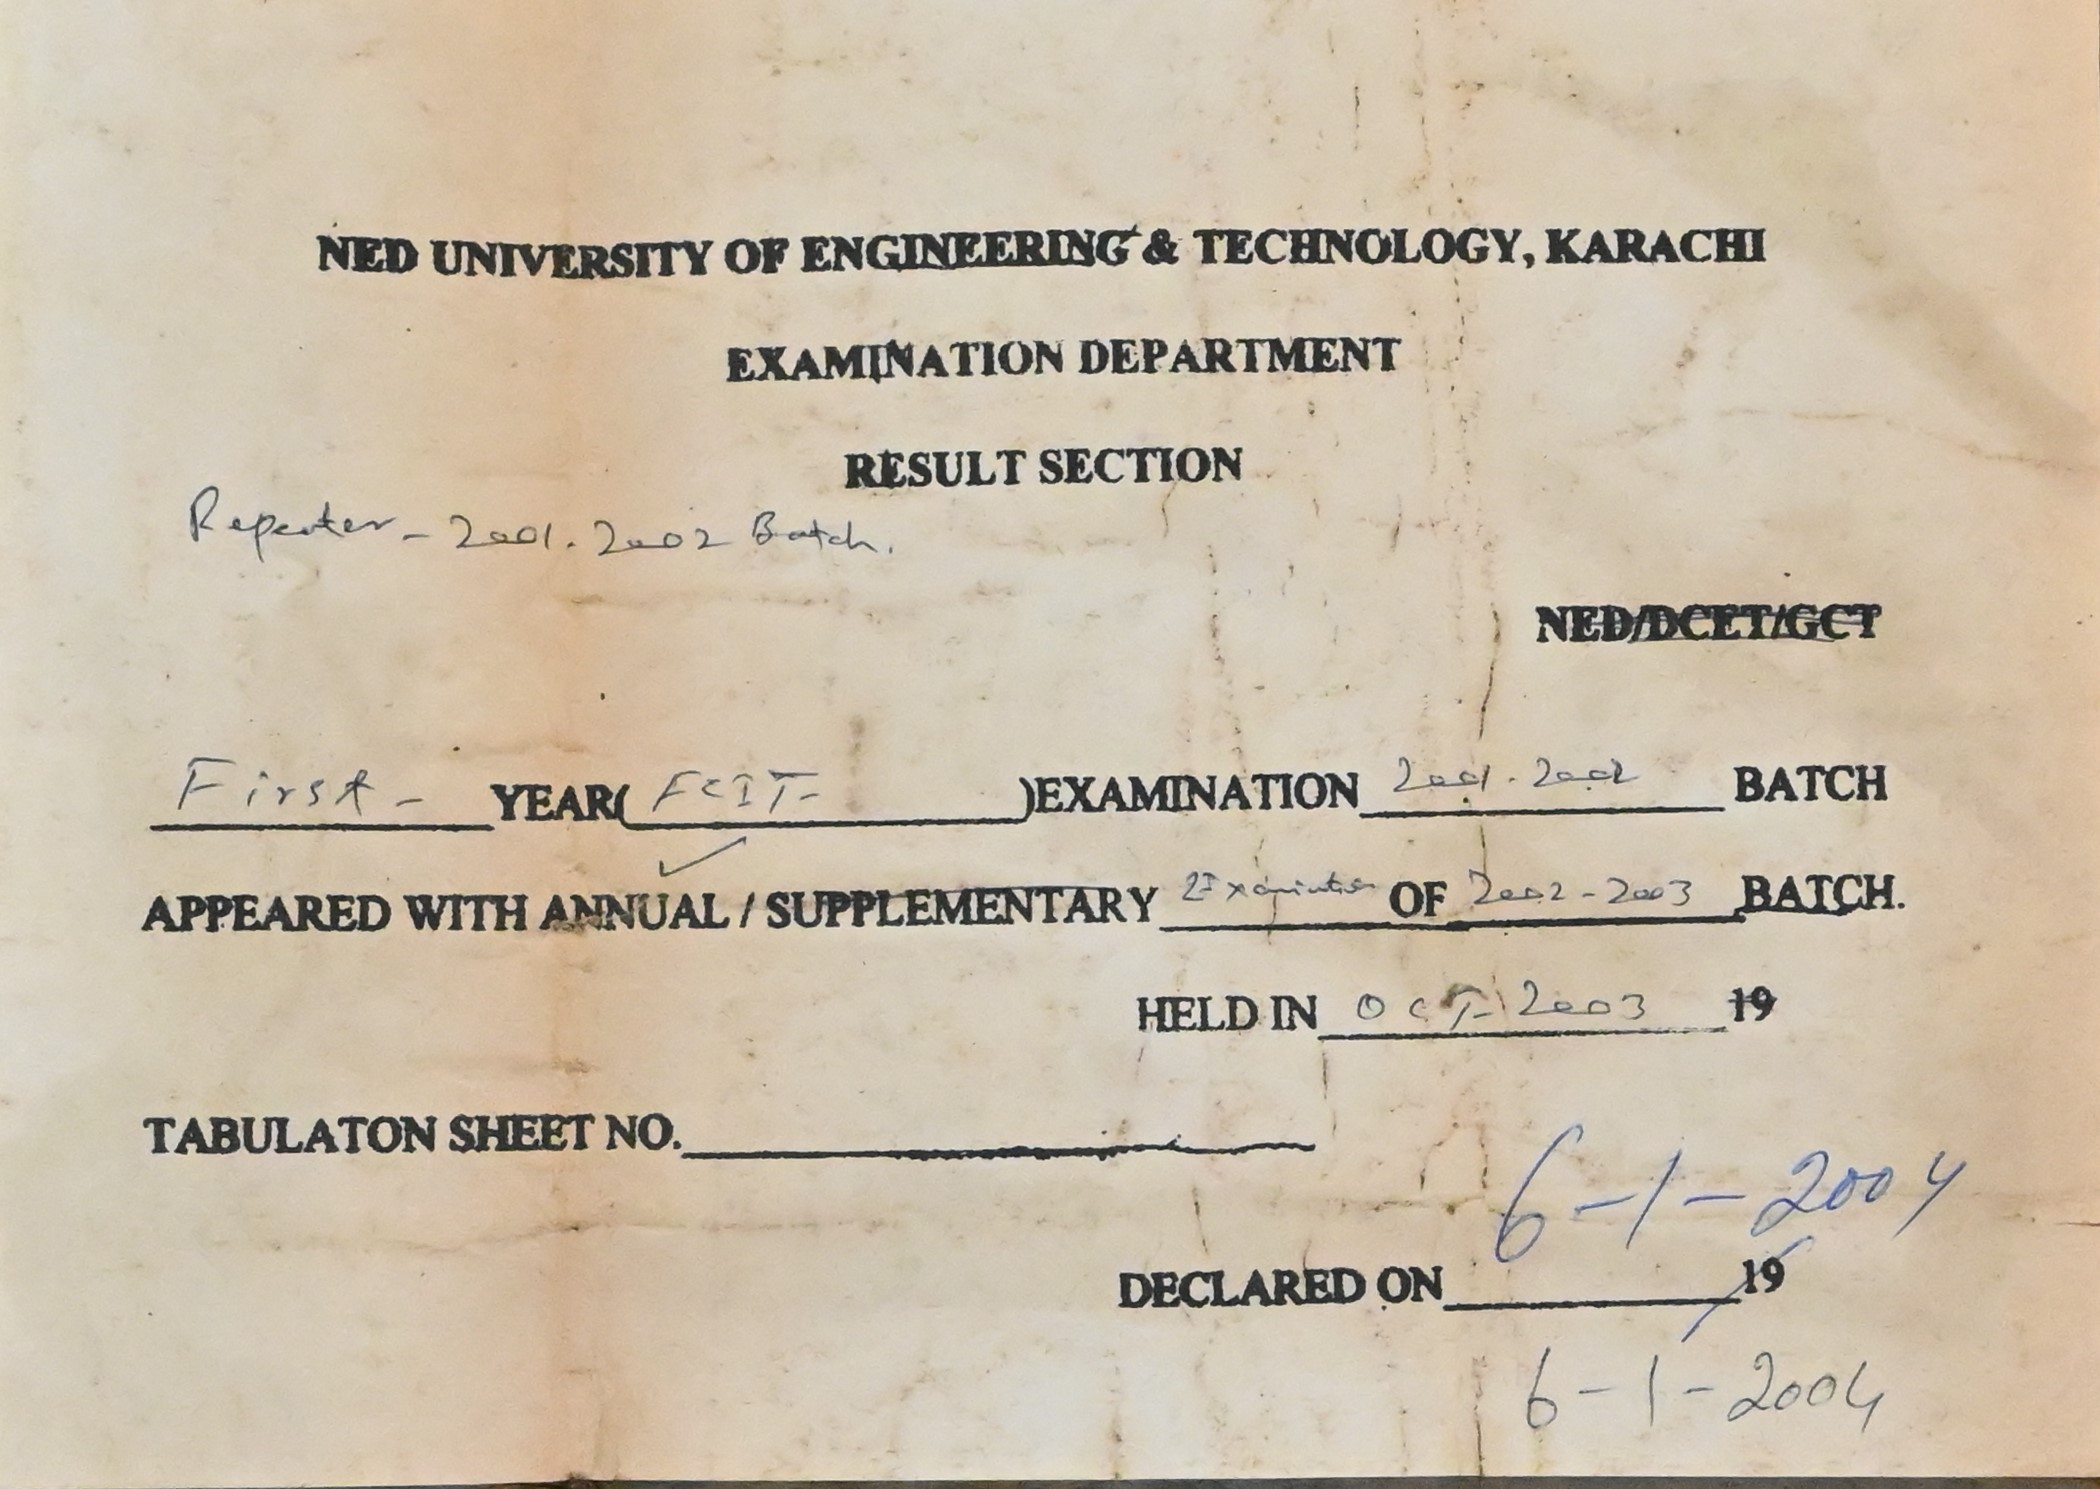 NED UNIVERSITY OF ENGINEERING & TECHNOLOGY, KARACHI
EXAMINATION DEPARTMENT
RESULT SECTION
Repeater - 2001-2002 Batch.
NED/DCET/GCT
First - YEAR( FCIT- )EXAMINATION 2001-2002 BATCH
APPEARED WITH ANNUAL / SUPPLEMENTARY Examination OF 2002-2003 BATCH.
HELD IN OCT-2003 19
TABULATON SHEET NO.
6-1-2004
DECLARED ON 19
6-1-2004